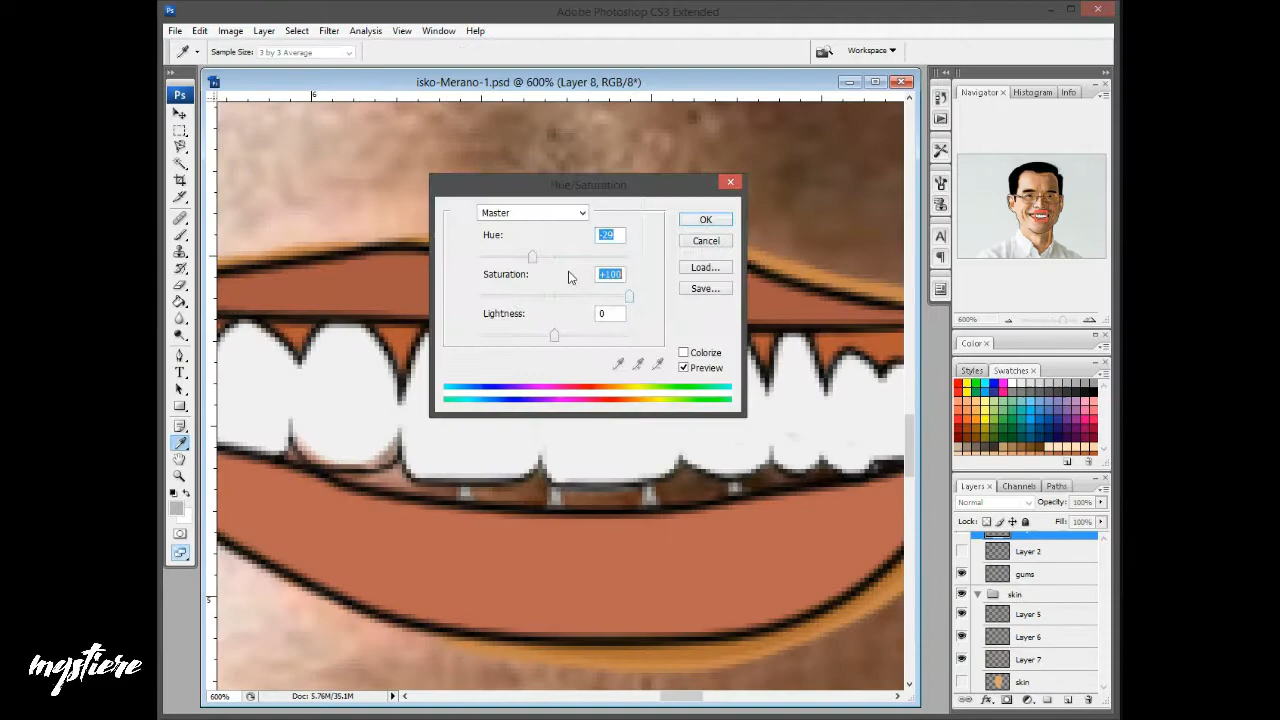 Adobe Photoshop CS3 Extended
File Edit Image Layer Select Filter Analysis View Window Help
Sample Size: 3 by 3 Average
Workspace
Ps
isko-Merano-1.psd @ 600% (Layer 8, RGB/8*)
6
5
Hue/Saturation
Master
Hue: -29
Saturation: +100
Lightness: 0
OK
Cancel
Load...
Save...
Colorize
Preview
Navigator Histogram Info
600%
Color
Styles Swatches
Layers Channels Paths
Normal Opacity: 100%
Lock: Fill: 100%
Layer 2
gums
skin
Layer 5
Layer 6
Layer 7
skin
600% Doc: 5.76M/35.1M
mystiere